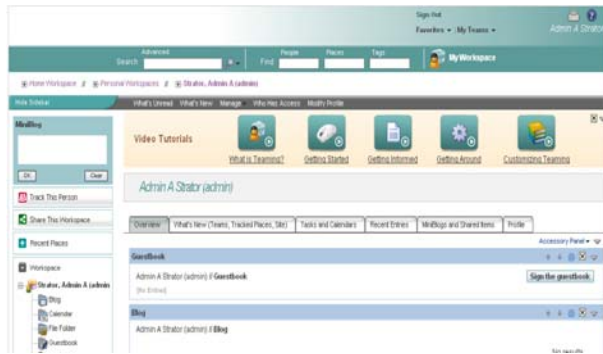 Sign Out
Favorites My Teams
Admin A Strator
Advanced
People Places Tags
Search Find
My Workspace
Home Workspace // Personal Workspaces // Strator, Admin A (admin)
Hide Sidebar What's Unread What's New Manage Who Has Access Modify Profile
MiniBlog
OK Clear
Track This Person
Share This Workspace
Recent Places
Workspace
Strator, Admin A (admin
Blog
Calendar
File Folder
Guestbook
Video Tutorials
What is Teaming? Getting Started Getting Informed Getting Around Customizing Teaming
Admin A Strator (admin)
Overview What's New (Teams, Tracked Places, Site) Tasks and Calendars Recent Entries MiniBlogs and Shared Items Profile
Accessory Panel
Guestbook
Admin A Strator (admin) // Guestbook Sign the guestbook
[No Entries]
Blog
Admin A Strator (admin) // Blog
No results